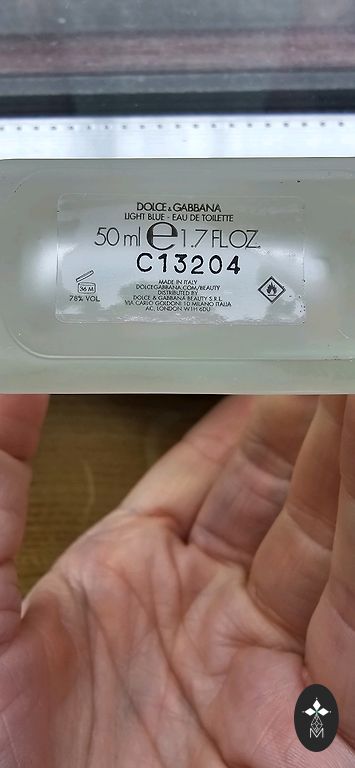 DOLCE & GABBANA
LIGHT BLUE - EAU DE TOILETTE
50 ml e 1.7 FL.OZ.
C13204
MADE IN ITALY
DOLCEGABBANA.COM/BEAUTY
DISTRIBUTED BY
DOLCE & GABBANA BEAUTY S.R.L.
VIA CARLO GOLDONI 10 MILANO ITALIA
AC, LONDON W1H 6DU
36 M
78% VOL
M